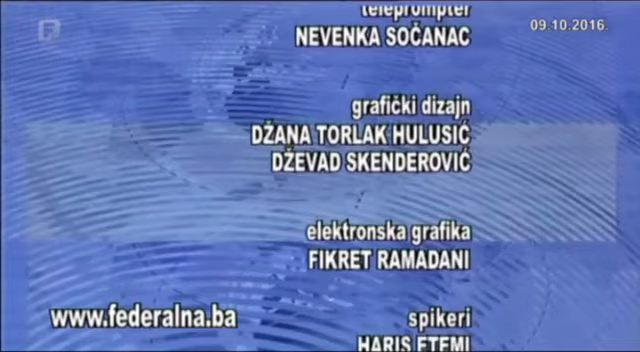 teleprompter
NEVENKA SOČANAC
09.10.2016.
grafički dizajn
DŽANA TORLAK HULUSIĆ
DŽEVAD SKENDEROVIĆ
elektronska grafika
FIKRET RAMADANI
www.federalna.ba
spikeri
HARIS ETEMI